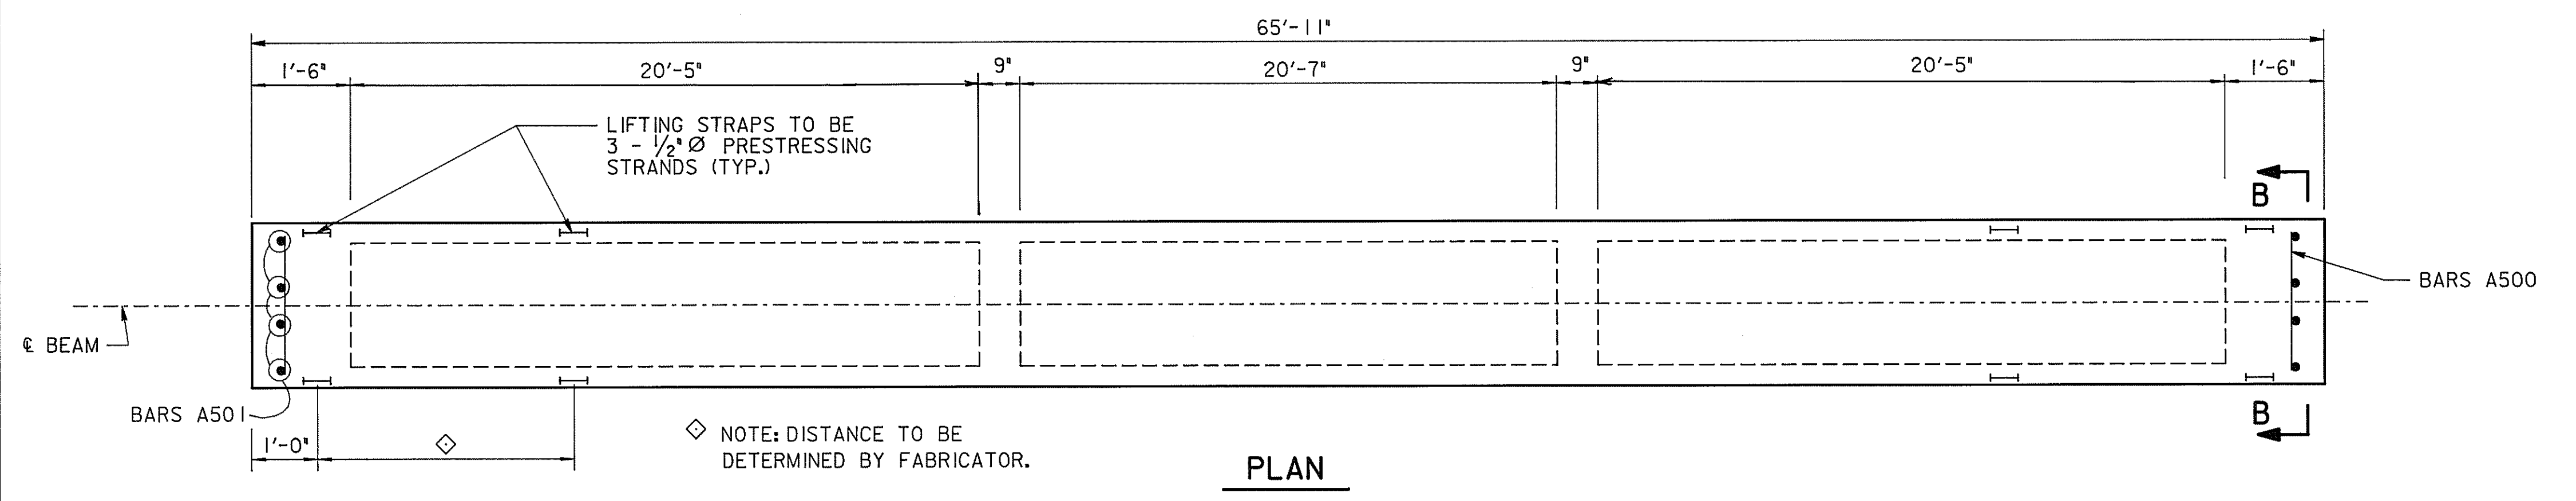 65'-11"
1'-6" 20'-5" 9" 20'-7" 9" 20'-5" 1'-6"
LIFTING STRAPS TO BE
3 - 1/2"Ø PRESTRESSING
STRANDS (TYP.)
B
BARS A500
℄ BEAM
BARS A501
B
1'-0"
NOTE: DISTANCE TO BE
DETERMINED BY FABRICATOR.
PLAN